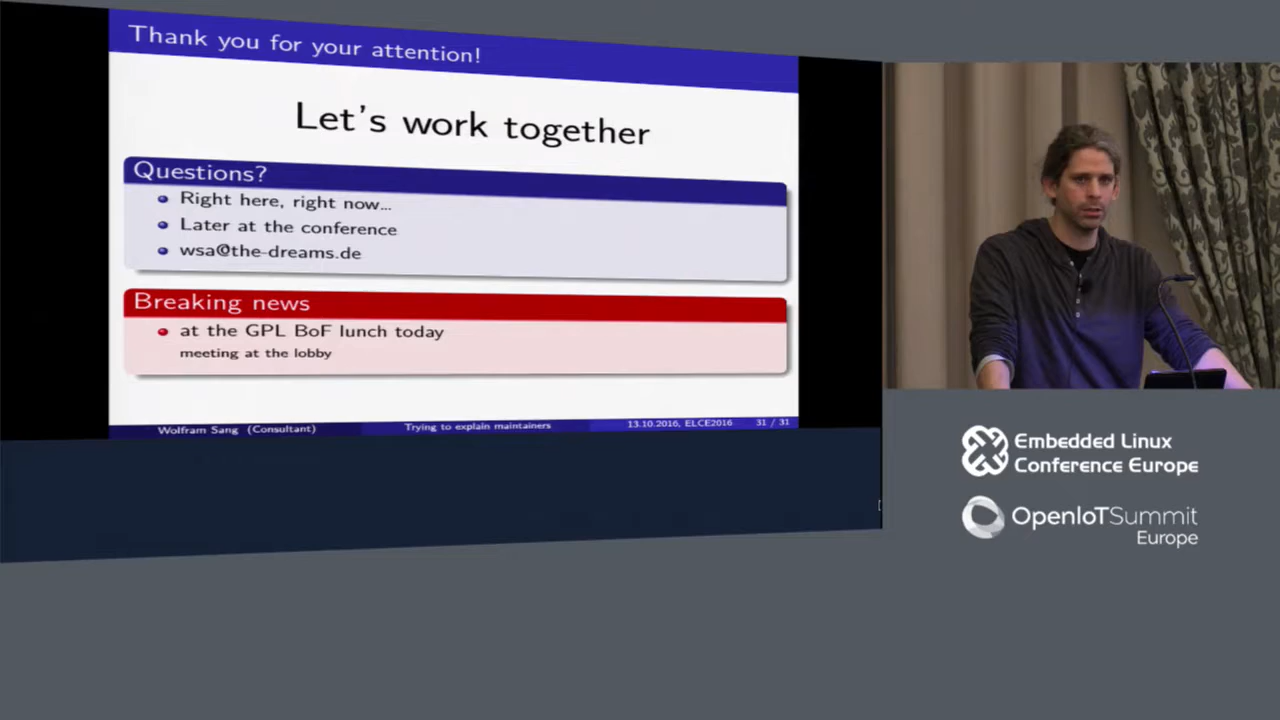 Thank you for your attention!
Let's work together
Questions?
Right here, right now...
Later at the conference
wsa@the-dreams.de
Breaking news
at the GPL BoF lunch today
meeting at the lobby
Wolfram Sang (Consultant) Trying to explain maintainers 13.10.2016, ELCE2016 31 / 31
Embedded Linux
Conference Europe
OpenIoTSummit
Europe